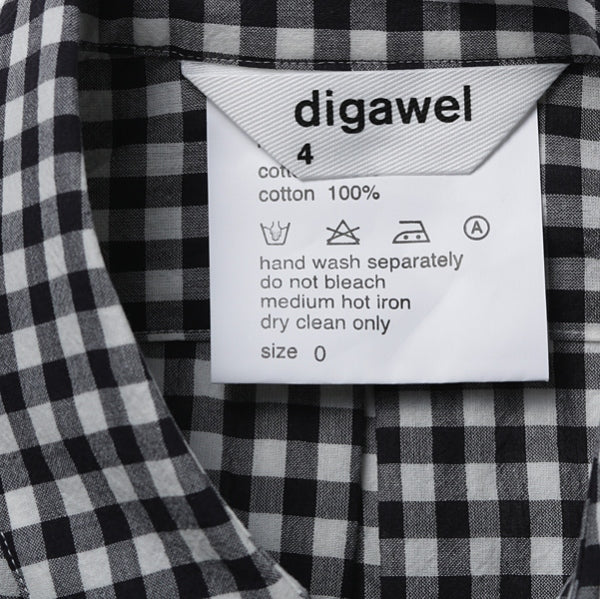 digawel
4
cotton 100%
A
hand wash separately
do not bleach
medium hot iron
dry clean only
size 0